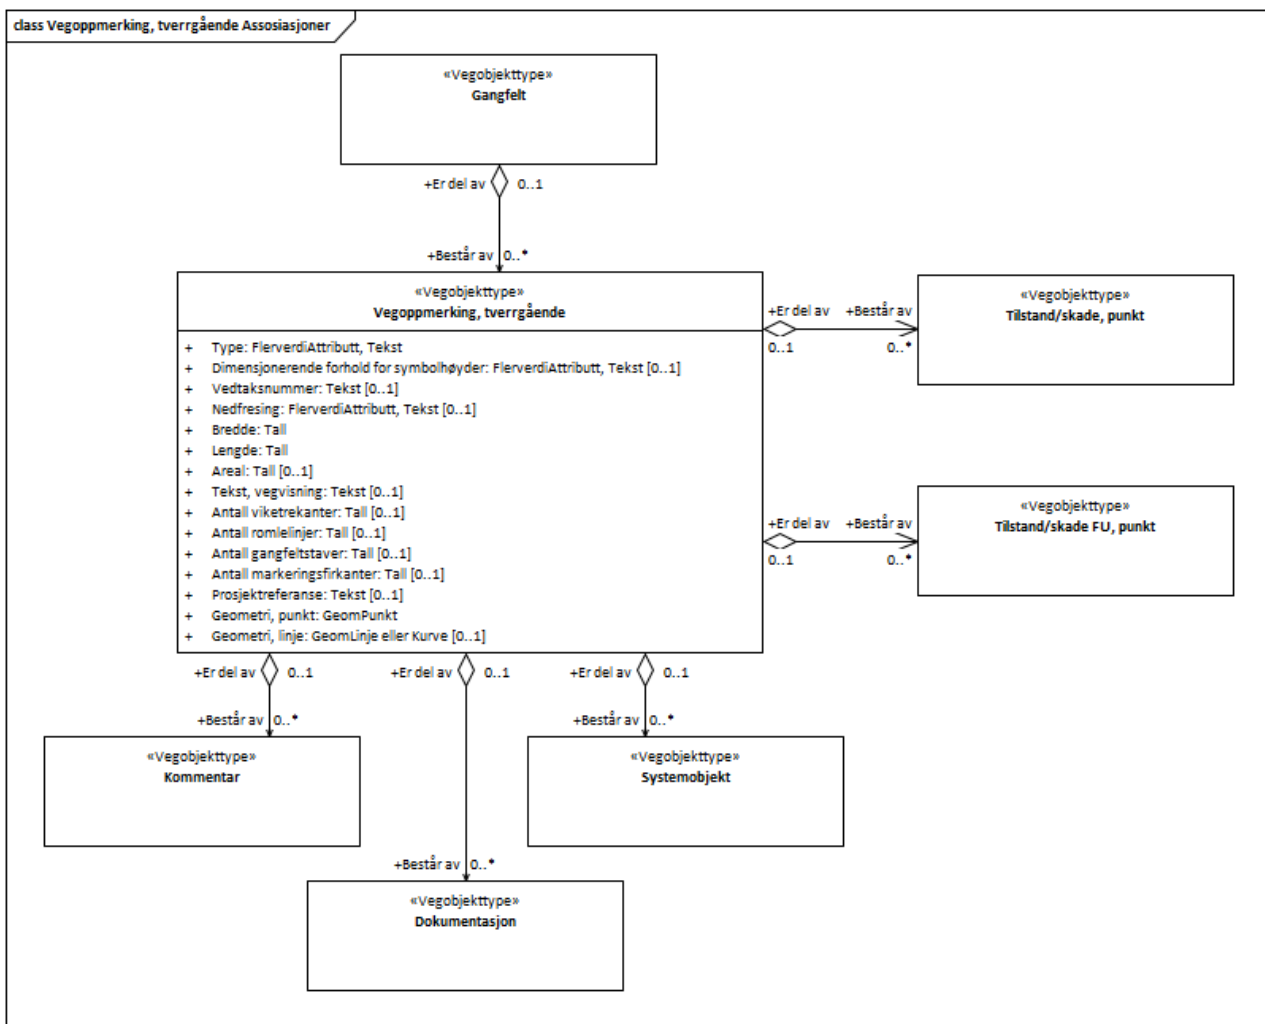 class Vegoppmerking, tverrgående Assosiasjoner
«Vegobjekttype»
Gangfelt
+Er del av 0..1
+Består av 0..*
«Vegobjekttype»
Vegoppmerking, tverrgående
+ Type: FlerverdiAttributt, Tekst
+ Dimensjonerende forhold for symbolhøyder: FlerverdiAttributt, Tekst [0..1]
+ Vedtaksnummer: Tekst [0..1]
+ Nedfresing: FlerverdiAttributt, Tekst [0..1]
+ Bredde: Tall
+ Lengde: Tall
+ Areal: Tall [0..1]
+ Tekst, vegvisning: Tekst [0..1]
+ Antall viketrekanter: Tall [0..1]
+ Antall romlelinjer: Tall [0..1]
+ Antall gangfeltstaver: Tall [0..1]
+ Antall markeringsfirkanter: Tall [0..1]
+ Prosjektreferanse: Tekst [0..1]
+ Geometri, punkt: GeomPunkt
+ Geometri, linje: GeomLinje eller Kurve [0..1]
+Er del av +Består av
0..1 0..*
«Vegobjekttype»
Tilstand/skade, punkt
+Er del av +Består av
0..1 0..*
«Vegobjekttype»
Tilstand/skade FU, punkt
+Er del av 0..1 +Er del av 0..1 +Er del av 0..1
+Består av 0..* +Består av 0..*
«Vegobjekttype»
Kommentar
«Vegobjekttype»
Systemobjekt
+Består av 0..*
«Vegobjekttype»
Dokumentasjon